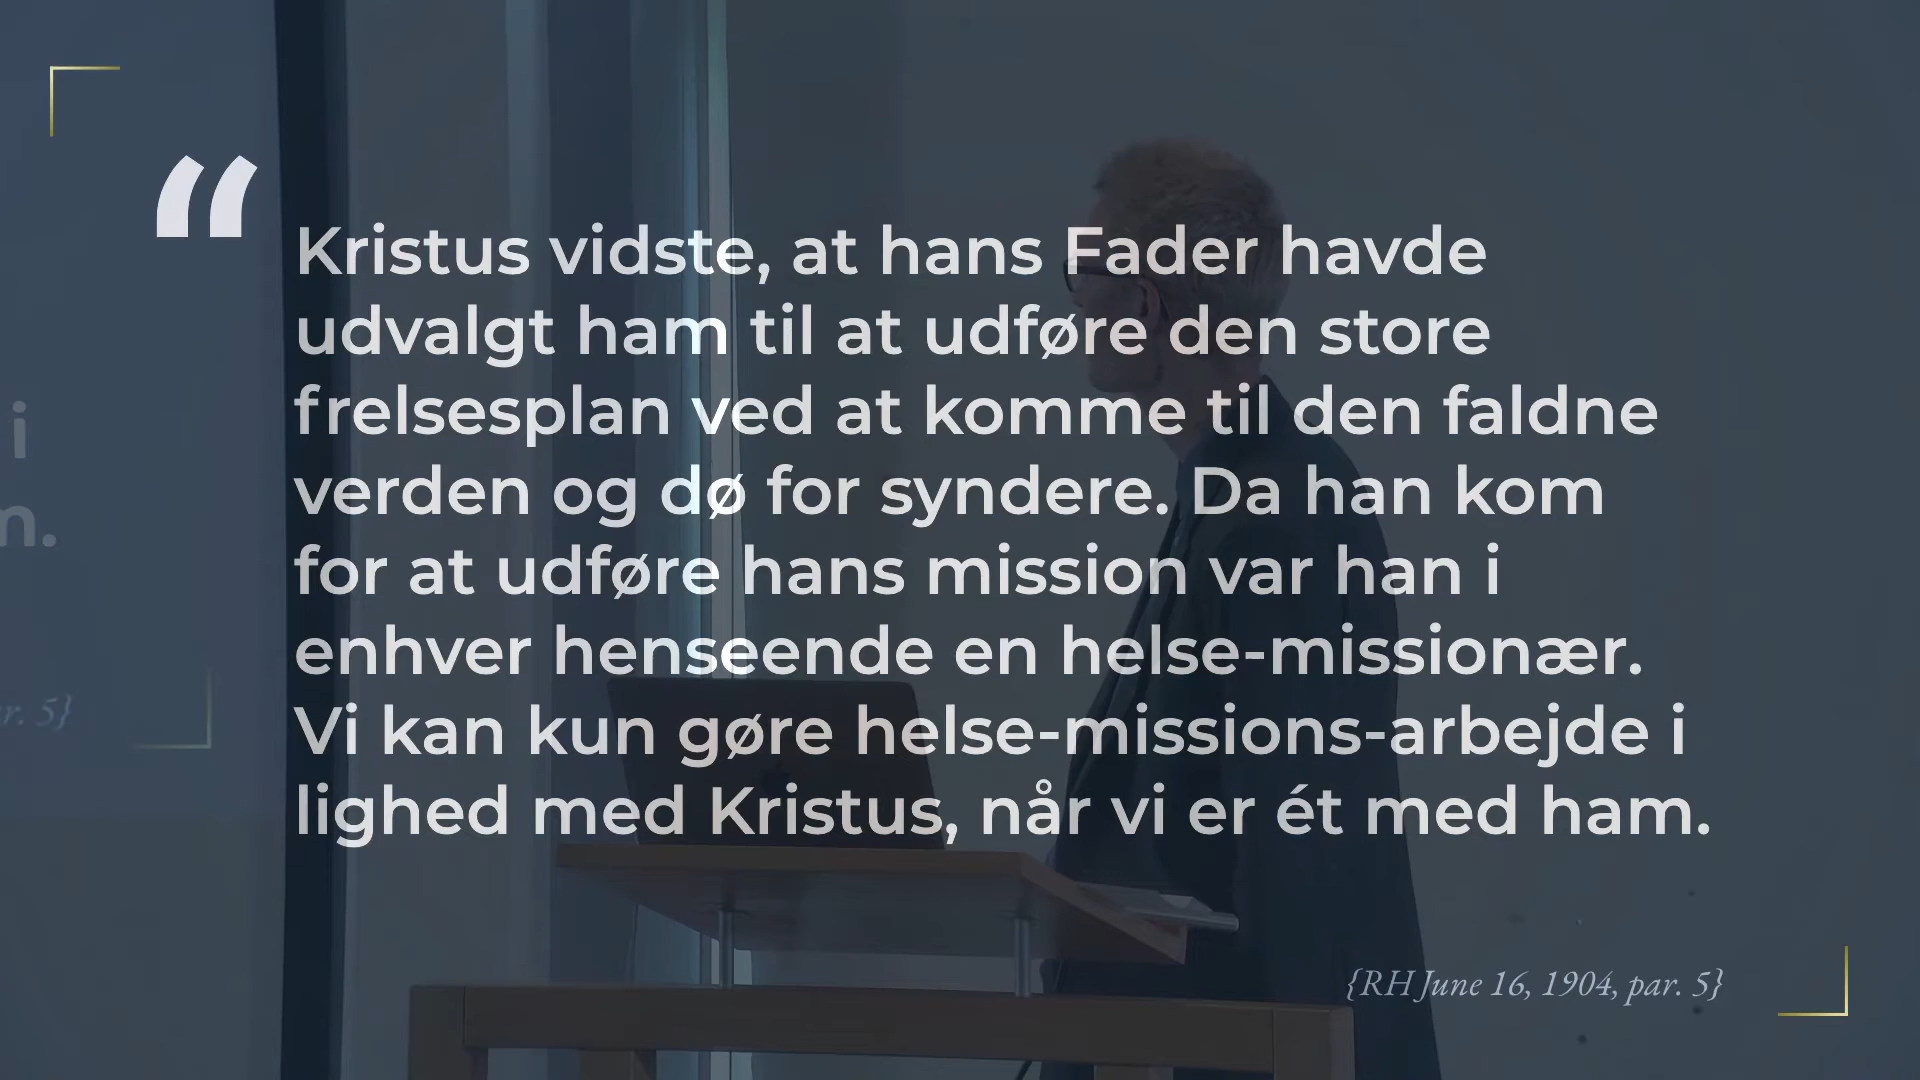 “
Kristus vidste, at hans Fader havde
udvalgt ham til at udføre den store
frelsesplan ved at komme til den faldne
verden og dø for syndere. Da han kom
for at udføre hans mission var han i
enhver henseende en helse-missionær.
Vi kan kun gøre helse-missions-arbejde i
lighed med Kristus, når vi er ét med ham.
{RH June 16, 1904, par. 5}
i
m.
r. 5}